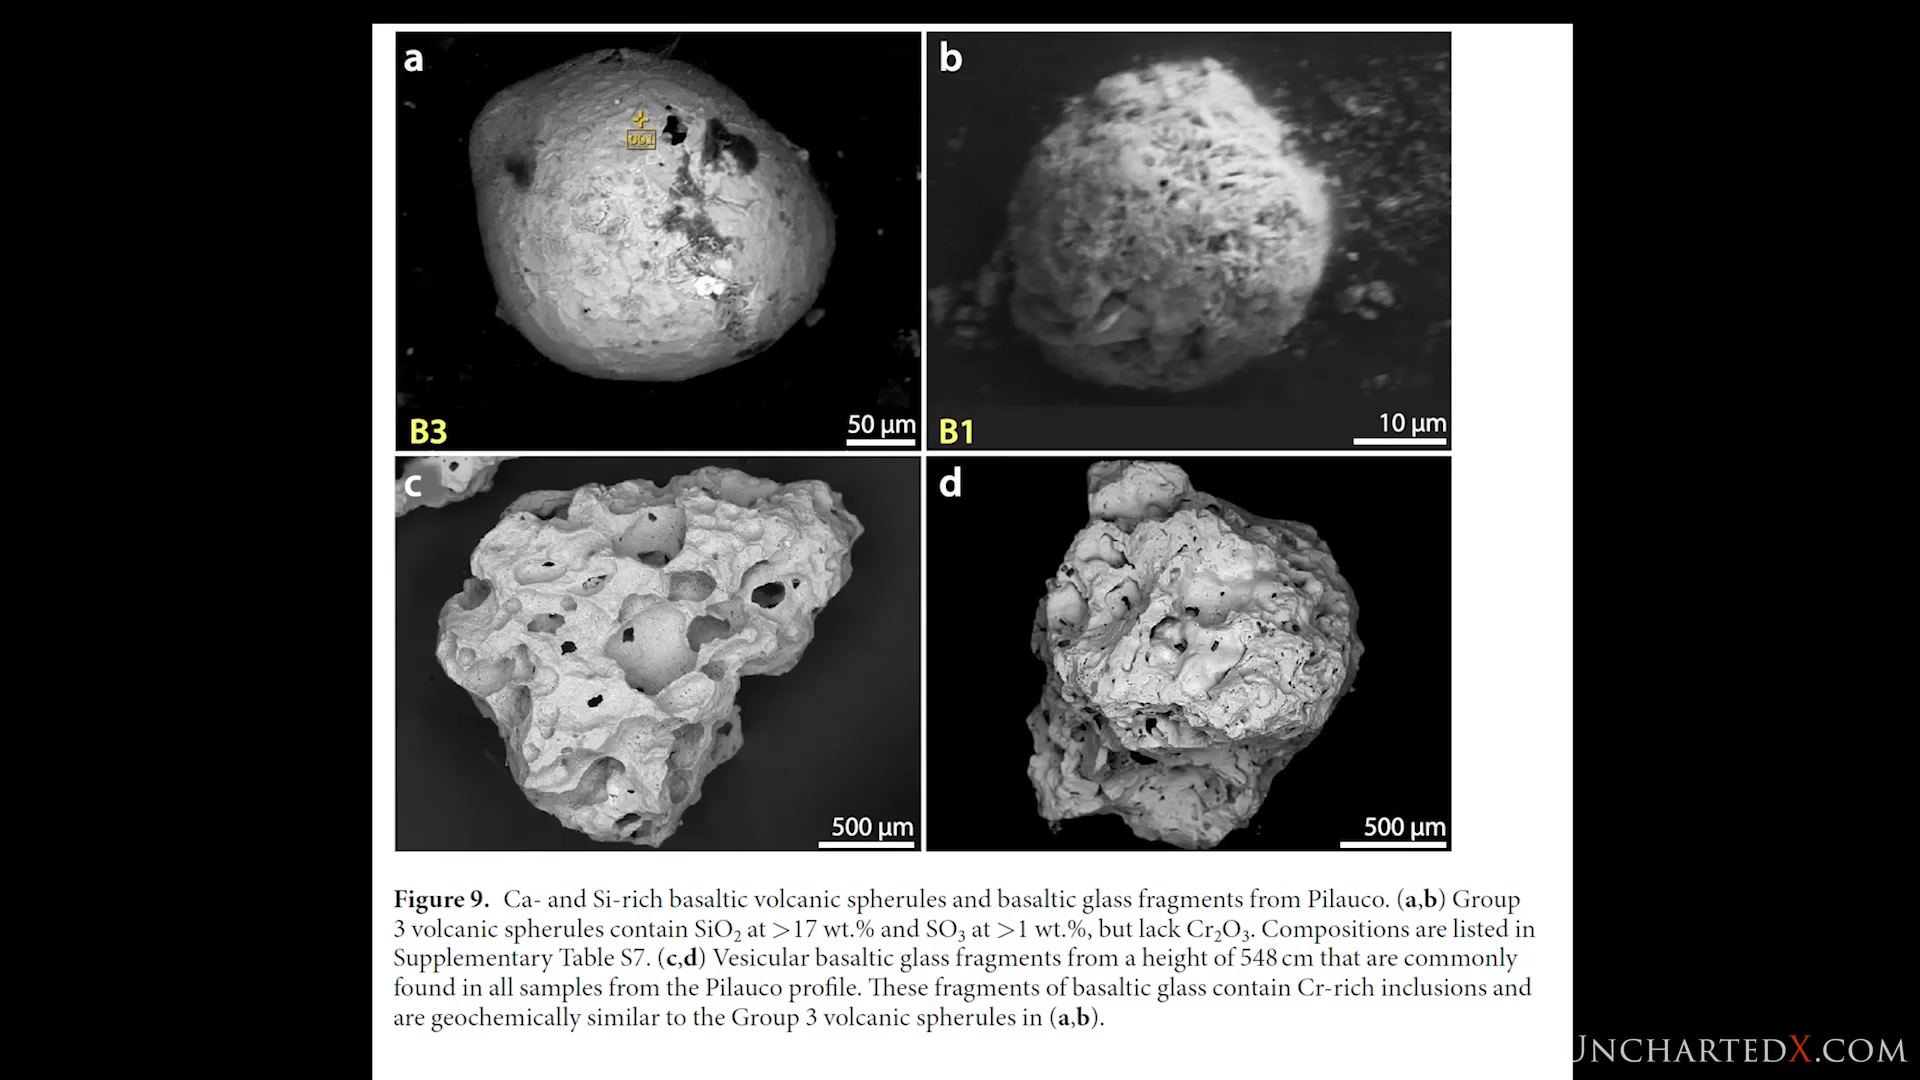 a
b
001
B3
50 µm
B1
10 µm
c
d
500 µm
500 µm
Figure 9. Ca- and Si-rich basaltic volcanic spherules and basaltic glass fragments from Pilauco. (a,b) Group
3 volcanic spherules contain SiO₂ at >17 wt.% and SO₃ at >1 wt.%, but lack Cr₂O₃. Compositions are listed in
Supplementary Table S7. (c,d) Vesicular basaltic glass fragments from a height of 548 cm that are commonly
found in all samples from the Pilauco profile. These fragments of basaltic glass contain Cr-rich inclusions and
are geochemically similar to the Group 3 volcanic spherules in (a,b).
UNCHARTEDX.COM